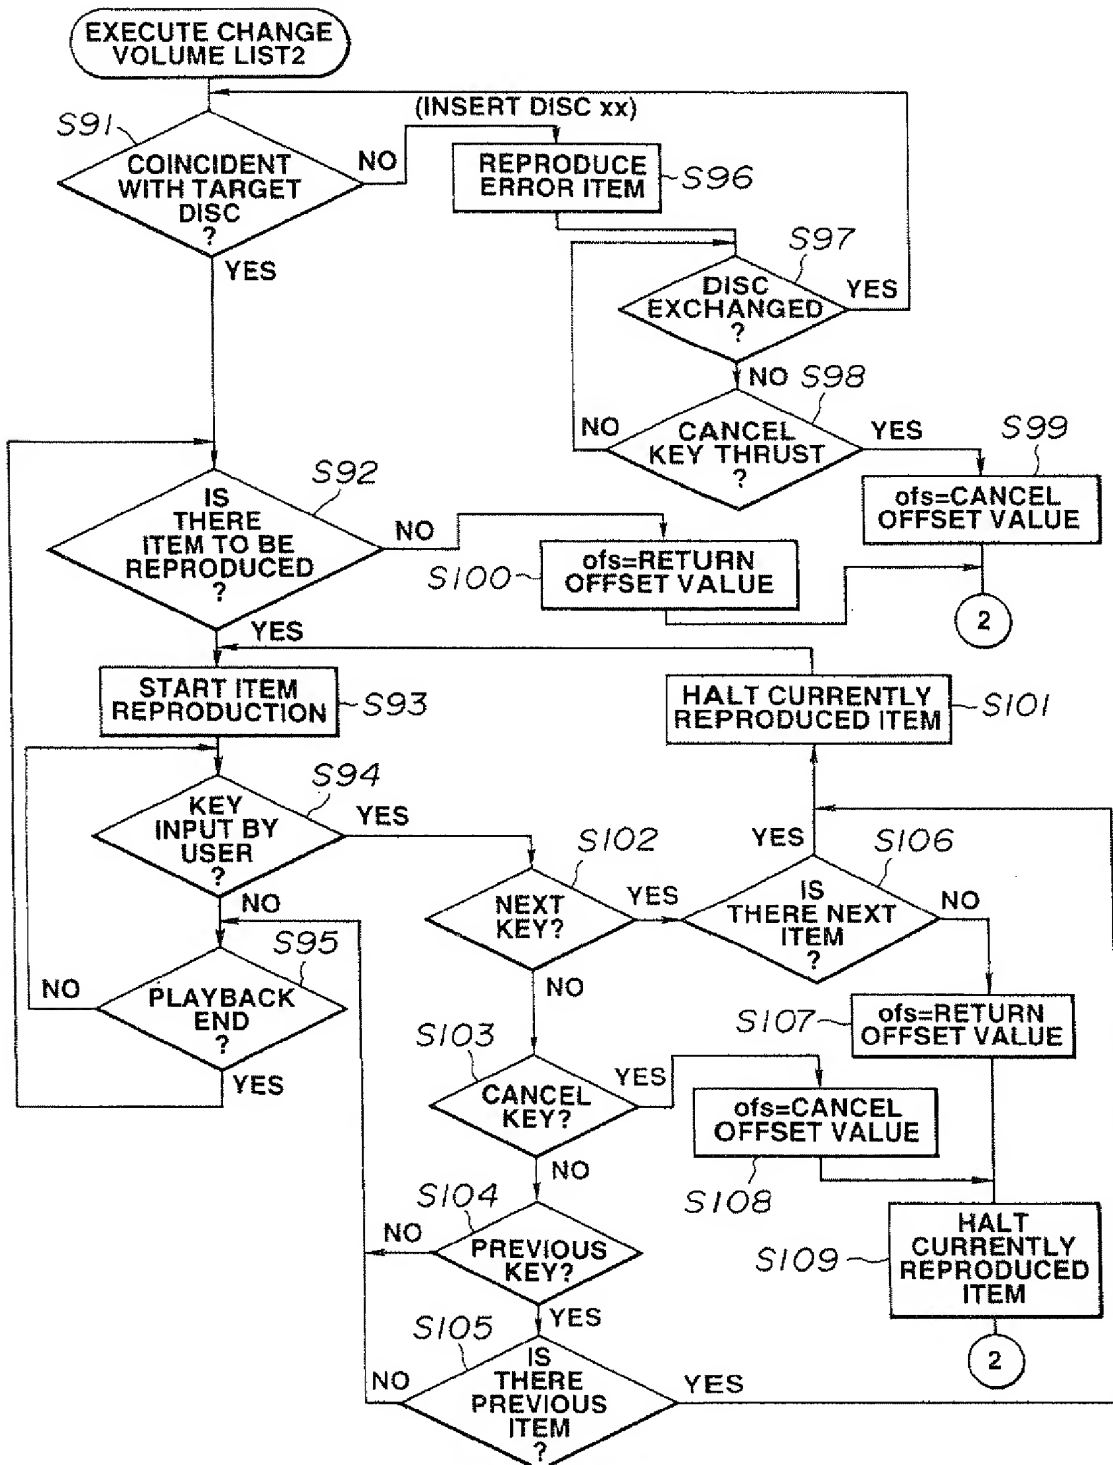 EXECUTE CHANGE
VOLUME LIST2
(INSERT DISC xx)
S91
COINCIDENT
WITH TARGET
DISC
?
NO
YES
REPRODUCE
ERROR ITEM
S96
S97
DISC
EXCHANGED
?
YES
NO
S98
CANCEL
KEY THRUST
?
NO
YES
S99
ofs=CANCEL
OFFSET VALUE
2
S92
IS
THERE
ITEM TO BE
REPRODUCED
?
NO
YES
S100
ofs=RETURN
OFFSET VALUE
START ITEM
REPRODUCTION
S93
HALT CURRENTLY
REPRODUCED ITEM
S101
S94
KEY
INPUT BY
USER
?
YES
NO
S95
PLAYBACK
END
?
NO
YES
S102
NEXT
KEY?
YES
NO
S106
IS
THERE NEXT
ITEM
?
YES
NO
S107
ofs=RETURN
OFFSET VALUE
S103
CANCEL
KEY?
YES
NO
ofs=CANCEL
OFFSET VALUE
S108
S104
PREVIOUS
KEY?
NO
YES
S109
HALT
CURRENTLY
REPRODUCED
ITEM
2
S105
IS
THERE
PREVIOUS
ITEM
?
NO
YES